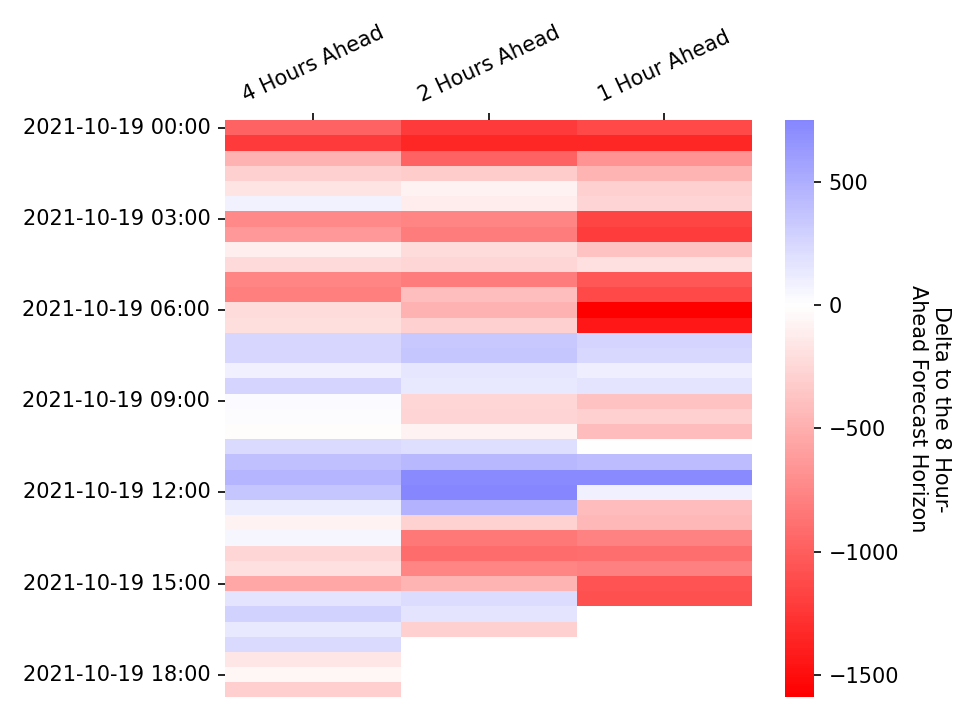 4 Hours Ahead
2 Hours Ahead
1 Hour Ahead
2021-10-19 00:00
2021-10-19 03:00
2021-10-19 06:00
2021-10-19 09:00
2021-10-19 12:00
2021-10-19 15:00
2021-10-19 18:00
500
0
−500
−1000
−1500
Delta to the 8 Hour-
Ahead Forecast Horizon